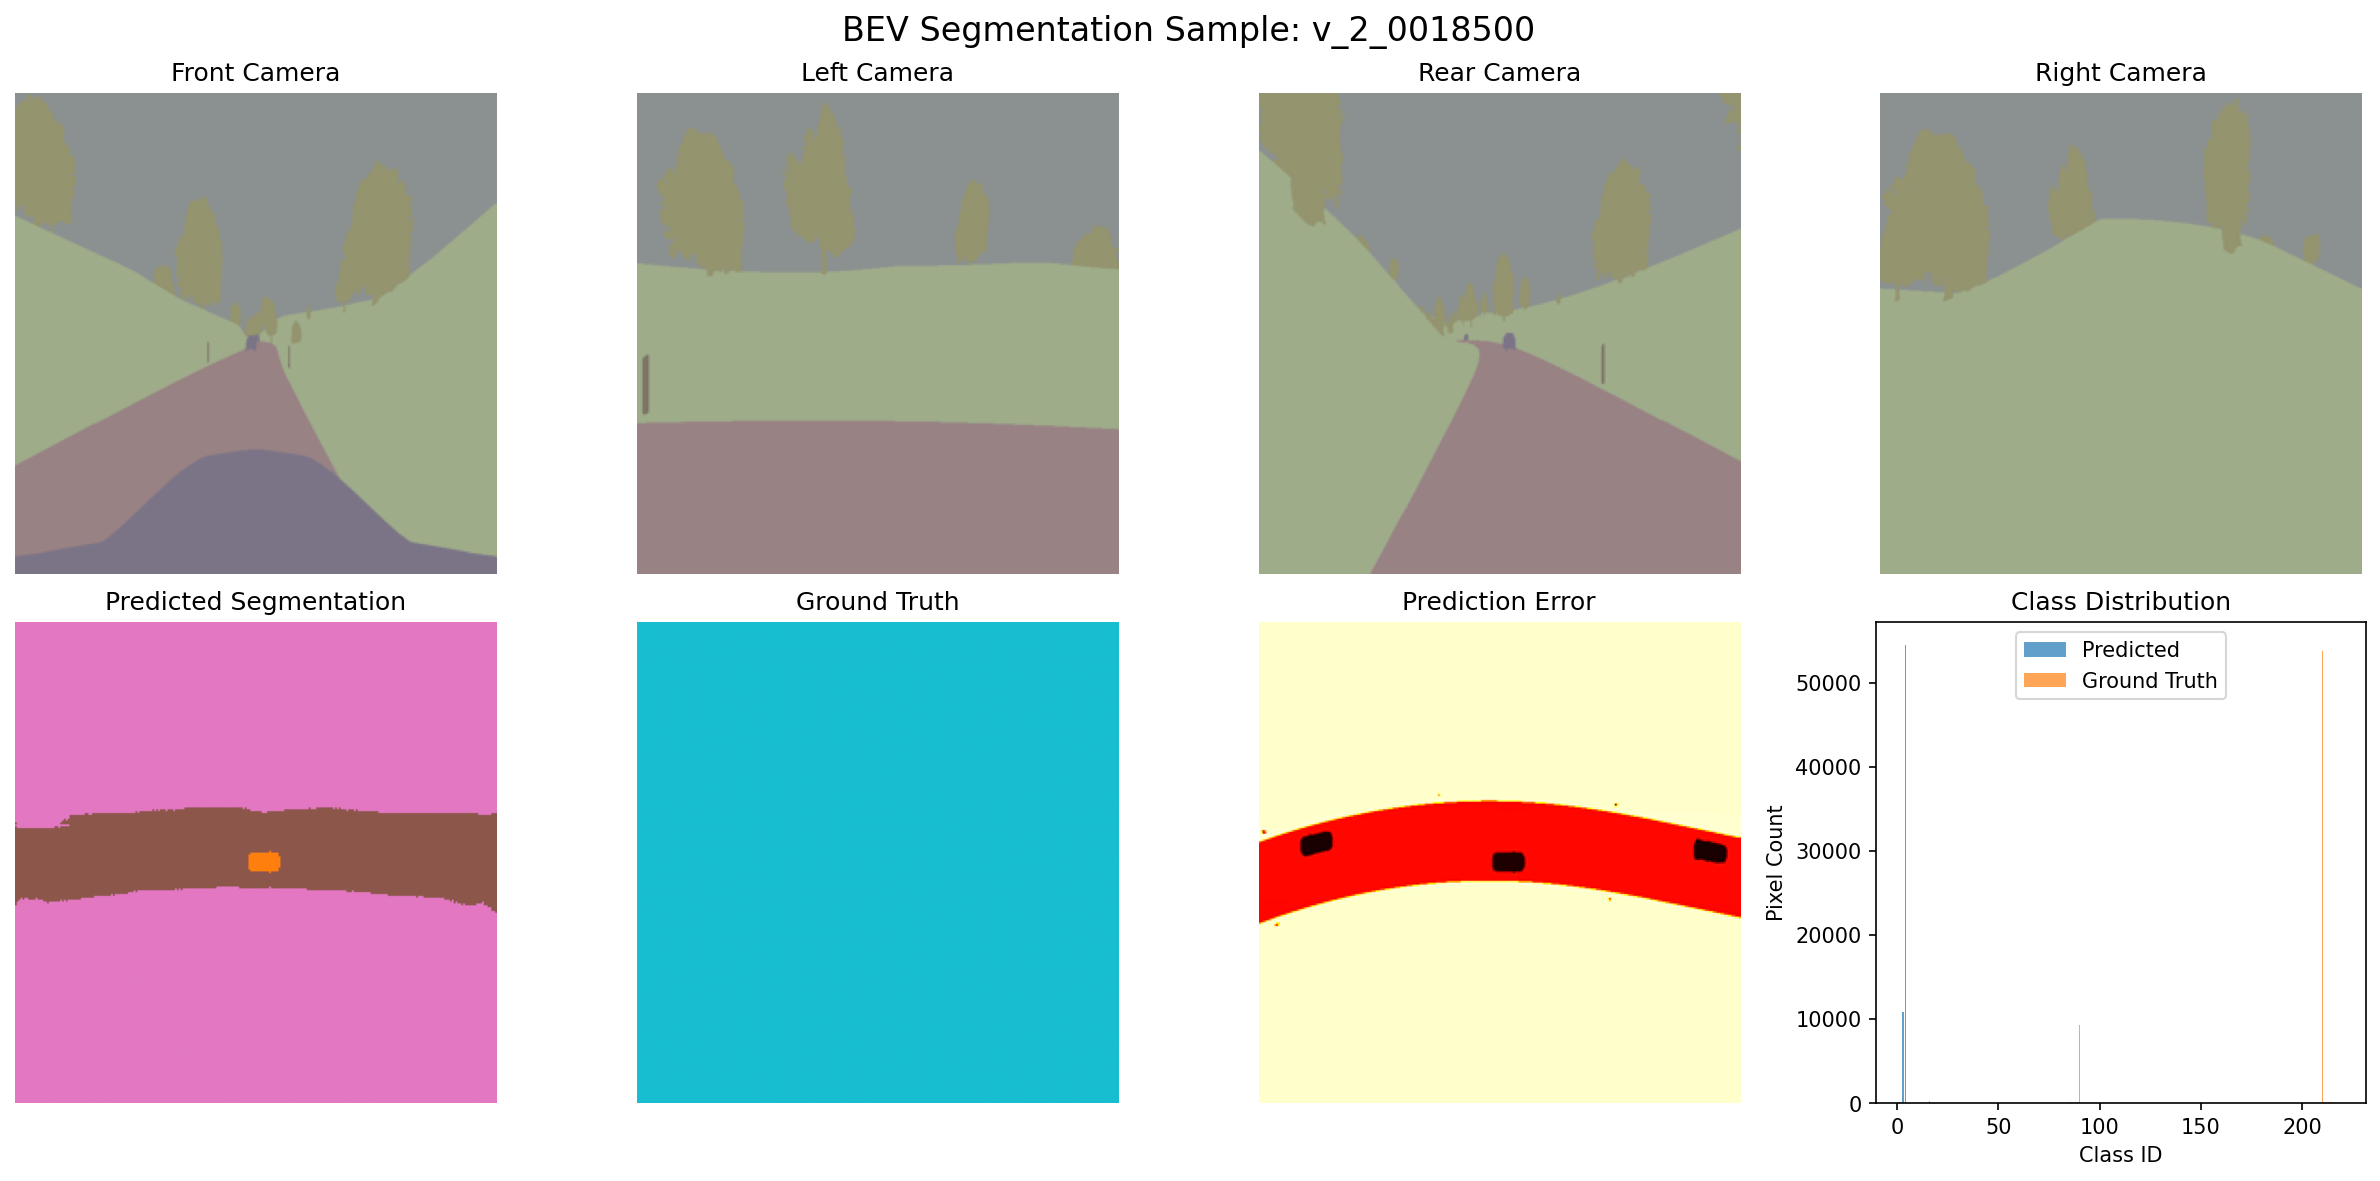 BEV Segmentation Sample: v_2_0018500
Front Camera
Left Camera
Rear Camera
Right Camera
Predicted Segmentation
Ground Truth
Prediction Error
Class Distribution
Predicted
Ground Truth
Pixel Count
50000
40000
30000
20000
10000
0
0
50
100
150
200
Class ID